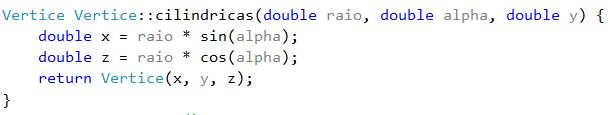 Vertice Vertice::cilindricas(double raio, double alpha, double y) {
    double x = raio * sin(alpha);
    double z = raio * cos(alpha);
    return Vertice(x, y, z);
}